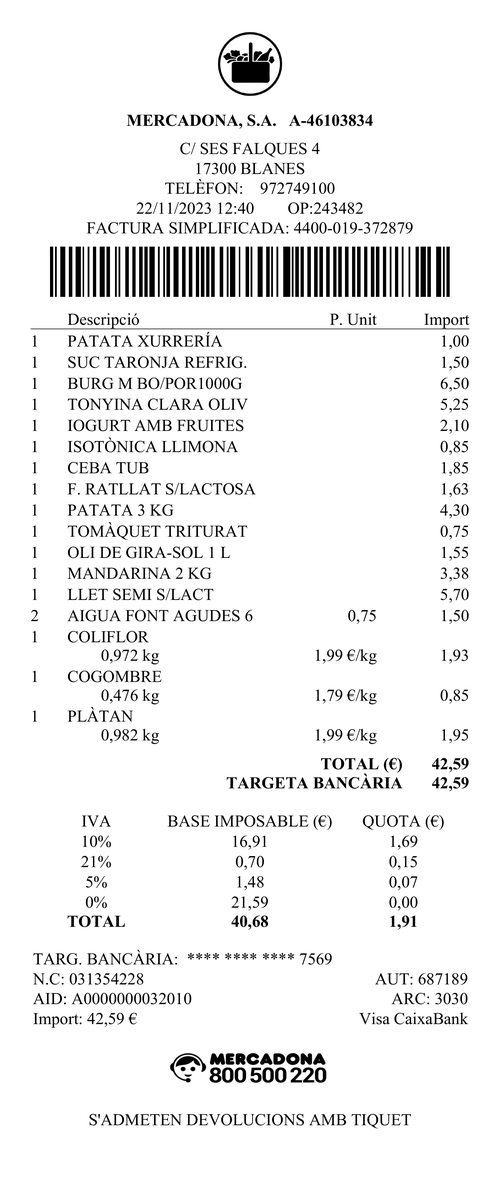 MERCADONA, S.A. A-46103834
C/ SES FALQUES 4
17300 BLANES
TELÈFON: 972749100
22/11/2023 12:40 OP:243482
FACTURA SIMPLIFICADA: 4400-019-372879
Descripció P. Unit Import
1 PATATA XURRERÍA 1,00
1 SUC TARONJA REFRIG. 1,50
1 BURG M BO/POR1000G 6,50
1 TONYINA CLARA OLIV 5,25
1 IOGURT AMB FRUITES 2,10
1 ISOTÒNICA LLIMONA 0,85
1 CEBA TUB 1,85
1 F. RATLLAT S/LACTOSA 1,63
1 PATATA 3 KG 4,30
1 TOMÀQUET TRITURAT 0,75
1 OLI DE GIRA-SOL 1 L 1,55
1 MANDARINA 2 KG 3,38
1 LLET SEMI S/LACT 5,70
2 AIGUA FONT AGUDES 6 0,75 1,50
1 COLIFLOR
0,972 kg 1,99 €/kg 1,93
1 COGOMBRE
0,476 kg 1,79 €/kg 0,85
1 PLÀTAN
0,982 kg 1,99 €/kg 1,95
TOTAL (€) 42,59
TARGETA BANCÀRIA 42,59
IVA BASE IMPOSABLE (€) QUOTA (€)
10% 16,91 1,69
21% 0,70 0,15
5% 1,48 0,07
0% 21,59 0,00
TOTAL 40,68 1,91
TARG. BANCÀRIA: **** **** **** 7569
N.C: 031354228 AUT: 687189
AID: A0000000032010 ARC: 3030
Import: 42,59 € Visa CaixaBank
MERCADONA
800 500 220
S'ADMETEN DEVOLUCIONS AMB TIQUET